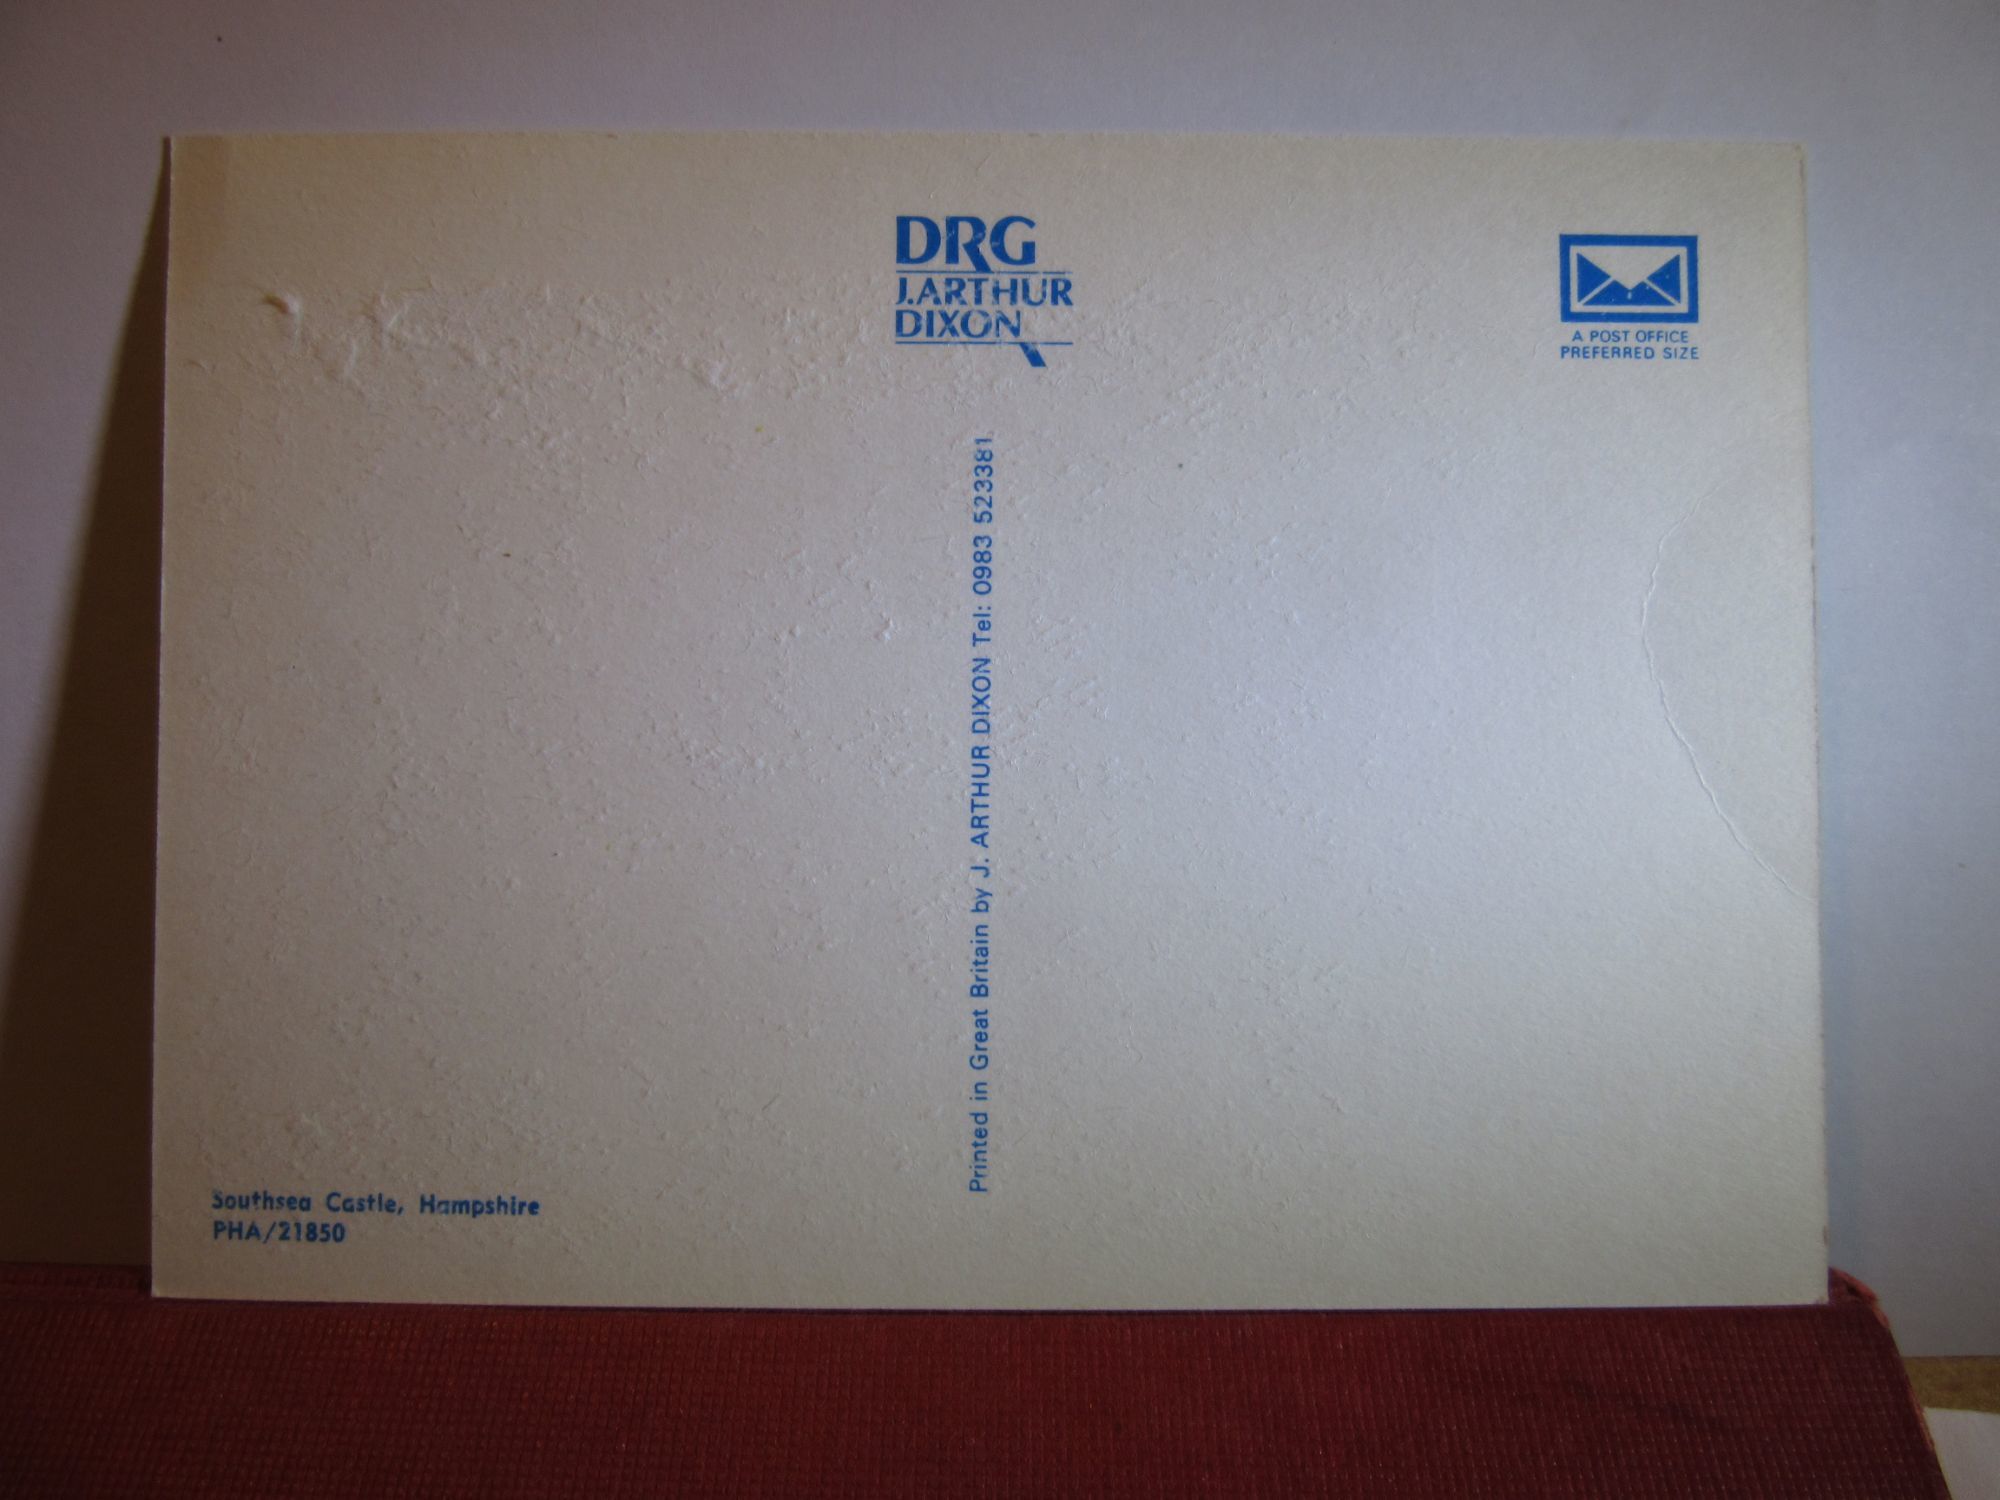 DRG
J.ARTHUR
DIXON
A POST OFFICE
PREFERRED SIZE
Printed in Great Britain by J. ARTHUR DIXON Tel: 0983 523381
Southsea Castle, Hampshire
PHA/21850